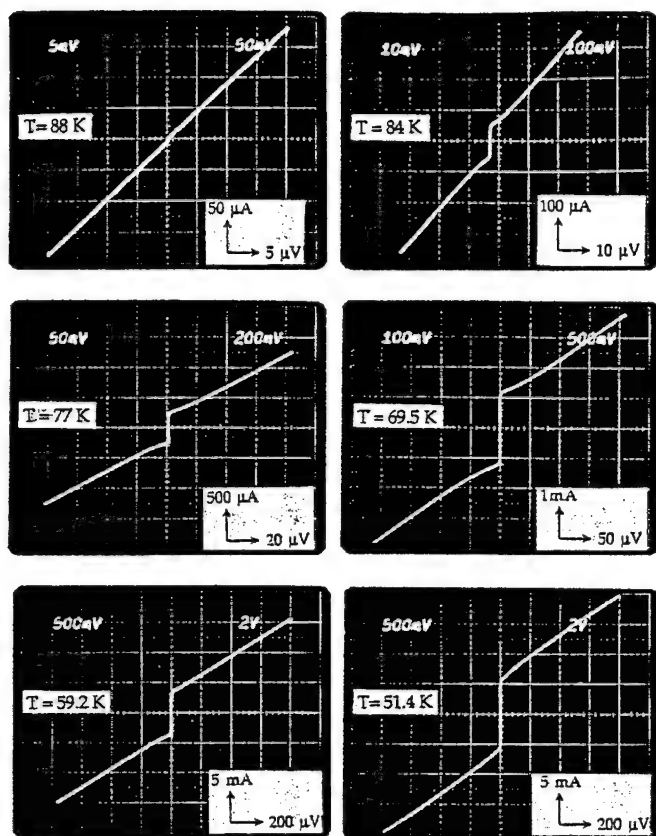 5mV 50mV
T= 88 K
50 µA
5 µV
10mV 100mV
T = 84 K
100 µA
10 µV
50mV 200mV
T = 77 K
500 µA
20 µV
100mV 500mV
T = 69.5 K
1mA
50 µV
500mV 2V
T = 59.2 K
5 mA
200 µV
500mV 2V
T= 51.4 K
5 mA
200 µV